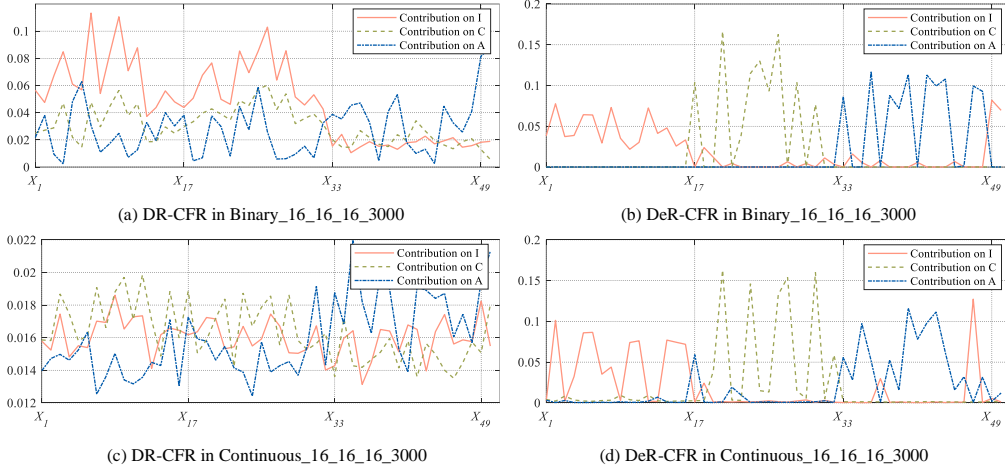 0.1
0.08
0.06
0.04
0.02
0
Contribution on I
Contribution on C
Contribution on A
X1 X17 X33 X49
(a) DR-CFR in Binary_16_16_16_3000
0.2
0.15
0.1
0.05
0
Contribution on I
Contribution on C
Contribution on A
X1 X17 X33 X49
(b) DeR-CFR in Binary_16_16_16_3000
0.022
0.02
0.018
0.016
0.014
0.012
Contribution on I
Contribution on C
Contribution on A
X1 X17 X33 X49
(c) DR-CFR in Continuous_16_16_16_3000
0.2
0.15
0.1
0.05
0
Contribution on I
Contribution on C
Contribution on A
X1 X17 X33 X49
(d) DeR-CFR in Continuous_16_16_16_3000